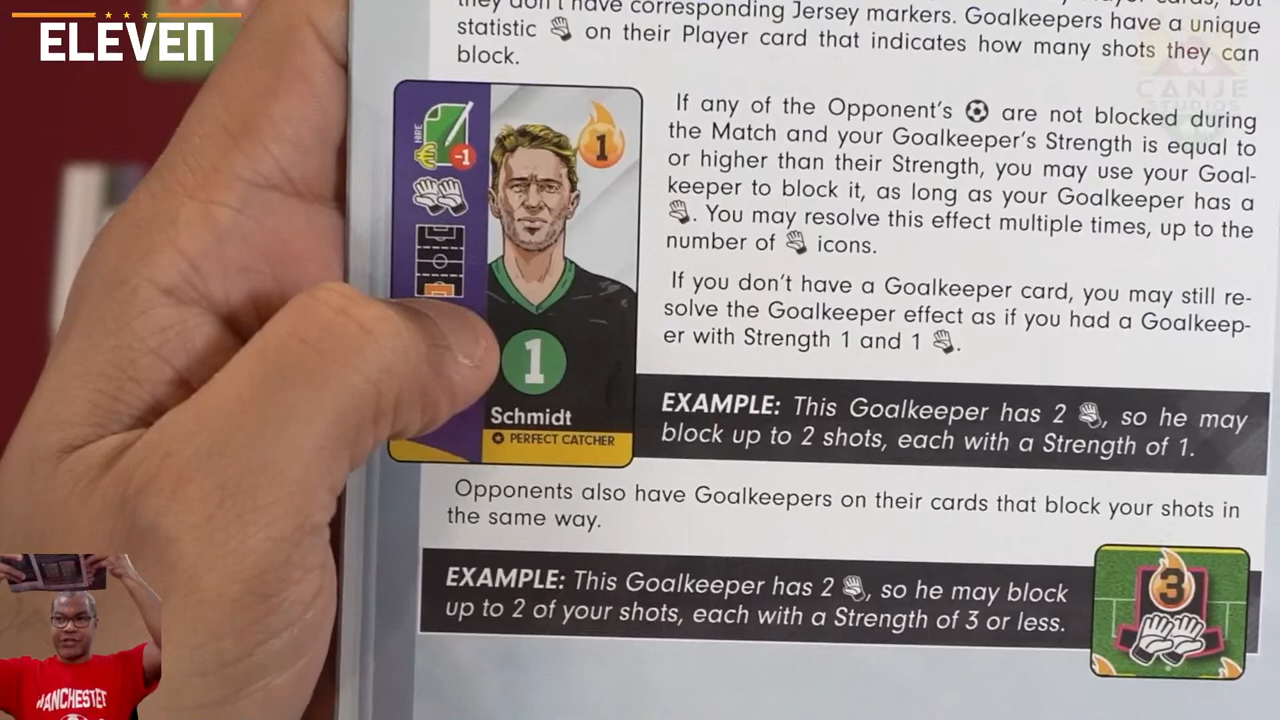 ELEVEN
they don't have corresponding Jersey markers. Goalkeepers have a unique
statistic on their Player card that indicates how many shots they can
block.
HIRE
-1
1
1
Schmidt
PERFECT CATCHER
If any of the Opponent's are not blocked during
the Match and your Goalkeeper's Strength is equal to
or higher than their Strength, you may use your Goal-
keeper to block it, as long as your Goalkeeper has a
. You may resolve this effect multiple times, up to the
number of icons.
If you don't have a Goalkeeper card, you may still re-
solve the Goalkeeper effect as if you had a Goalkeep-
er with Strength 1 and 1 .
EXAMPLE: This Goalkeeper has 2 , so he may
block up to 2 shots, each with a Strength of 1.
Opponents also have Goalkeepers on their cards that block your shots in
the same way.
EXAMPLE: This Goalkeeper has 2 , so he may block
up to 2 of your shots, each with a Strength of 3 or less.
3
CANJE
STUDIOS
MANCHESTER